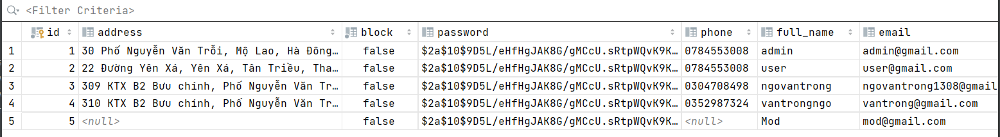 <Filter Criteria>
id address block password phone full_name email
1 1 30 Phố Nguyễn Văn Trỗi, Mộ Lao, Hà Đông… false $2a$10$9D5L/eHfHgJAK8G/gMCcU.sRtpWQvK9K… 0784553008 admin admin@gmail.com
2 2 22 Đường Yên Xá, Yên Xá, Tân Triều, Tha… false $2a$10$9D5L/eHfHgJAK8G/gMCcU.sRtpWQvK9K… 0784553008 user user@gmail.com
3 3 309 KTX B2 Bưu chính, Phố Nguyễn Văn Tr… false $2a$10$9D5L/eHfHgJAK8G/gMCcU.sRtpWQvK9K… 0304708498 ngovantrong ngovantrong1308@gmail
4 4 310 KTX B2 Bưu chính, Phố Nguyễn Văn Tr… false $2a$10$9D5L/eHfHgJAK8G/gMCcU.sRtpWQvK9K… 0352987324 vantrongngo vantrong@gmail.com
5 5 <null> false $2a$10$9D5L/eHfHgJAK8G/gMCcU.sRtpWQvK9K… <null> Mod mod@gmail.com